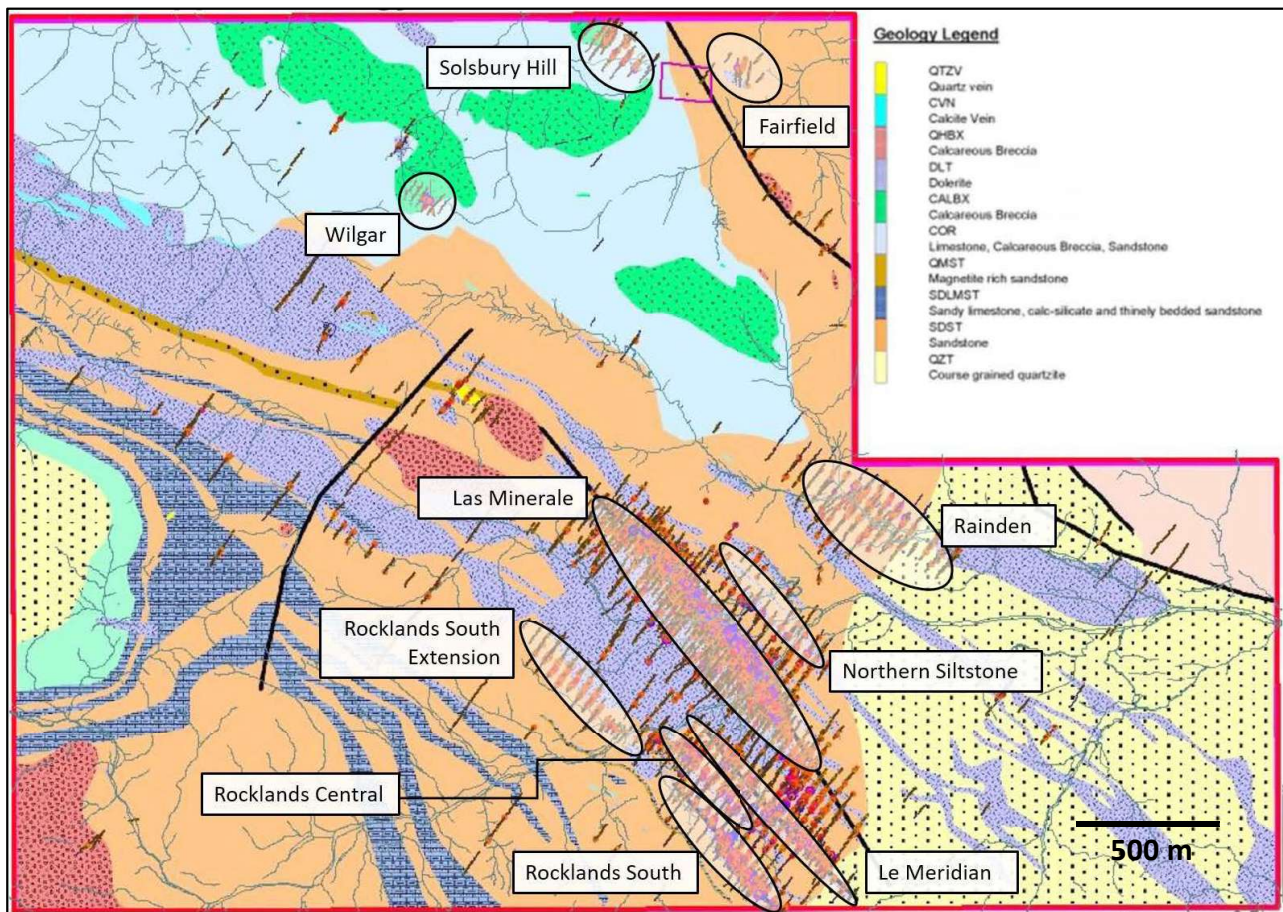 Solsbury Hill
Fairfield
Wilgar
Las Minerale
Rainden
Rocklands South
Extension
Northern Siltstone
Rocklands Central
Rocklands South
Le Meridian
500 m
Geology Legend
QTZV
Quartz vein
CVN
Calcite Vein
QHBX
Calcareous Breccia
DLT
Dolerite
CALBX
Calcareous Breccia
COR
Limestone, Calcareous Breccia, Sandstone
QMST
Magnetite rich sandstone
SDLMST
Sandy limestone, calc-silicate and thinely bedded sandstone
SDST
Sandstone
QZT
Course grained quartzite